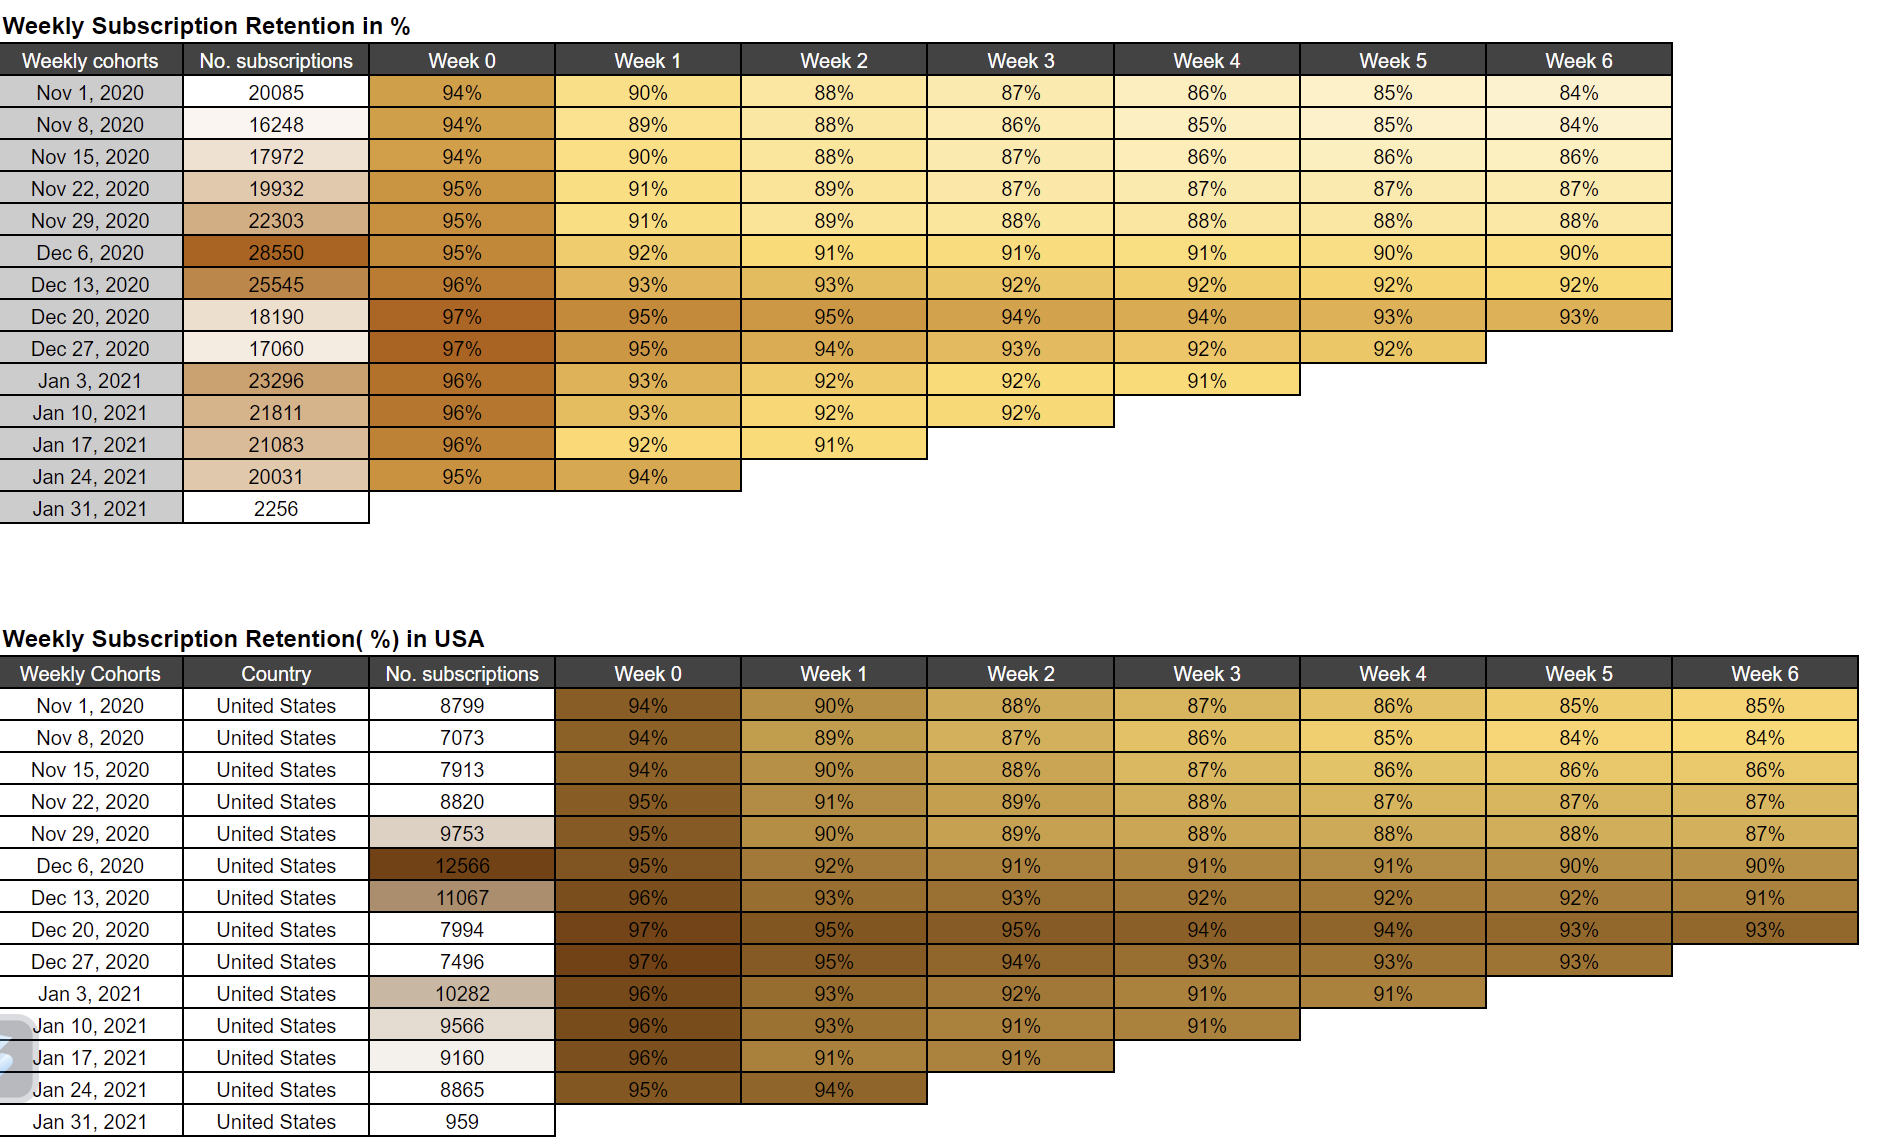 Weekly Subscription Retention in %
Weekly cohorts No. subscriptions Week 0 Week 1 Week 2 Week 3 Week 4 Week 5 Week 6
Nov 1, 2020 20085 94% 90% 88% 87% 86% 85% 84%
Nov 8, 2020 16248 94% 89% 88% 86% 85% 85% 84%
Nov 15, 2020 17972 94% 90% 88% 87% 86% 86% 86%
Nov 22, 2020 19932 95% 91% 89% 87% 87% 87% 87%
Nov 29, 2020 22303 95% 91% 89% 88% 88% 88% 88%
Dec 6, 2020 28550 95% 92% 91% 91% 91% 90% 90%
Dec 13, 2020 25545 96% 93% 93% 92% 92% 92% 92%
Dec 20, 2020 18190 97% 95% 95% 94% 94% 93% 93%
Dec 27, 2020 17060 97% 95% 94% 93% 92% 92%
Jan 3, 2021 23296 96% 93% 92% 92% 91%
Jan 10, 2021 21811 96% 93% 92% 92%
Jan 17, 2021 21083 96% 92% 91%
Jan 24, 2021 20031 95% 94%
Jan 31, 2021 2256
Weekly Subscription Retention( %) in USA
Weekly Cohorts Country No. subscriptions Week 0 Week 1 Week 2 Week 3 Week 4 Week 5 Week 6
Nov 1, 2020 United States 8799 94% 90% 88% 87% 86% 85% 85%
Nov 8, 2020 United States 7073 94% 89% 87% 86% 85% 84% 84%
Nov 15, 2020 United States 7913 94% 90% 88% 87% 86% 86% 86%
Nov 22, 2020 United States 8820 95% 91% 89% 88% 87% 87% 87%
Nov 29, 2020 United States 9753 95% 90% 89% 88% 88% 88% 87%
Dec 6, 2020 United States 12566 95% 92% 91% 91% 91% 90% 90%
Dec 13, 2020 United States 11067 96% 93% 93% 92% 92% 92% 91%
Dec 20, 2020 United States 7994 97% 95% 95% 94% 94% 93% 93%
Dec 27, 2020 United States 7496 97% 95% 94% 93% 93% 93%
Jan 3, 2021 United States 10282 96% 93% 92% 91% 91%
Jan 10, 2021 United States 9566 96% 93% 91% 91%
Jan 17, 2021 United States 9160 96% 91% 91%
Jan 24, 2021 United States 8865 95% 94%
Jan 31, 2021 United States 959